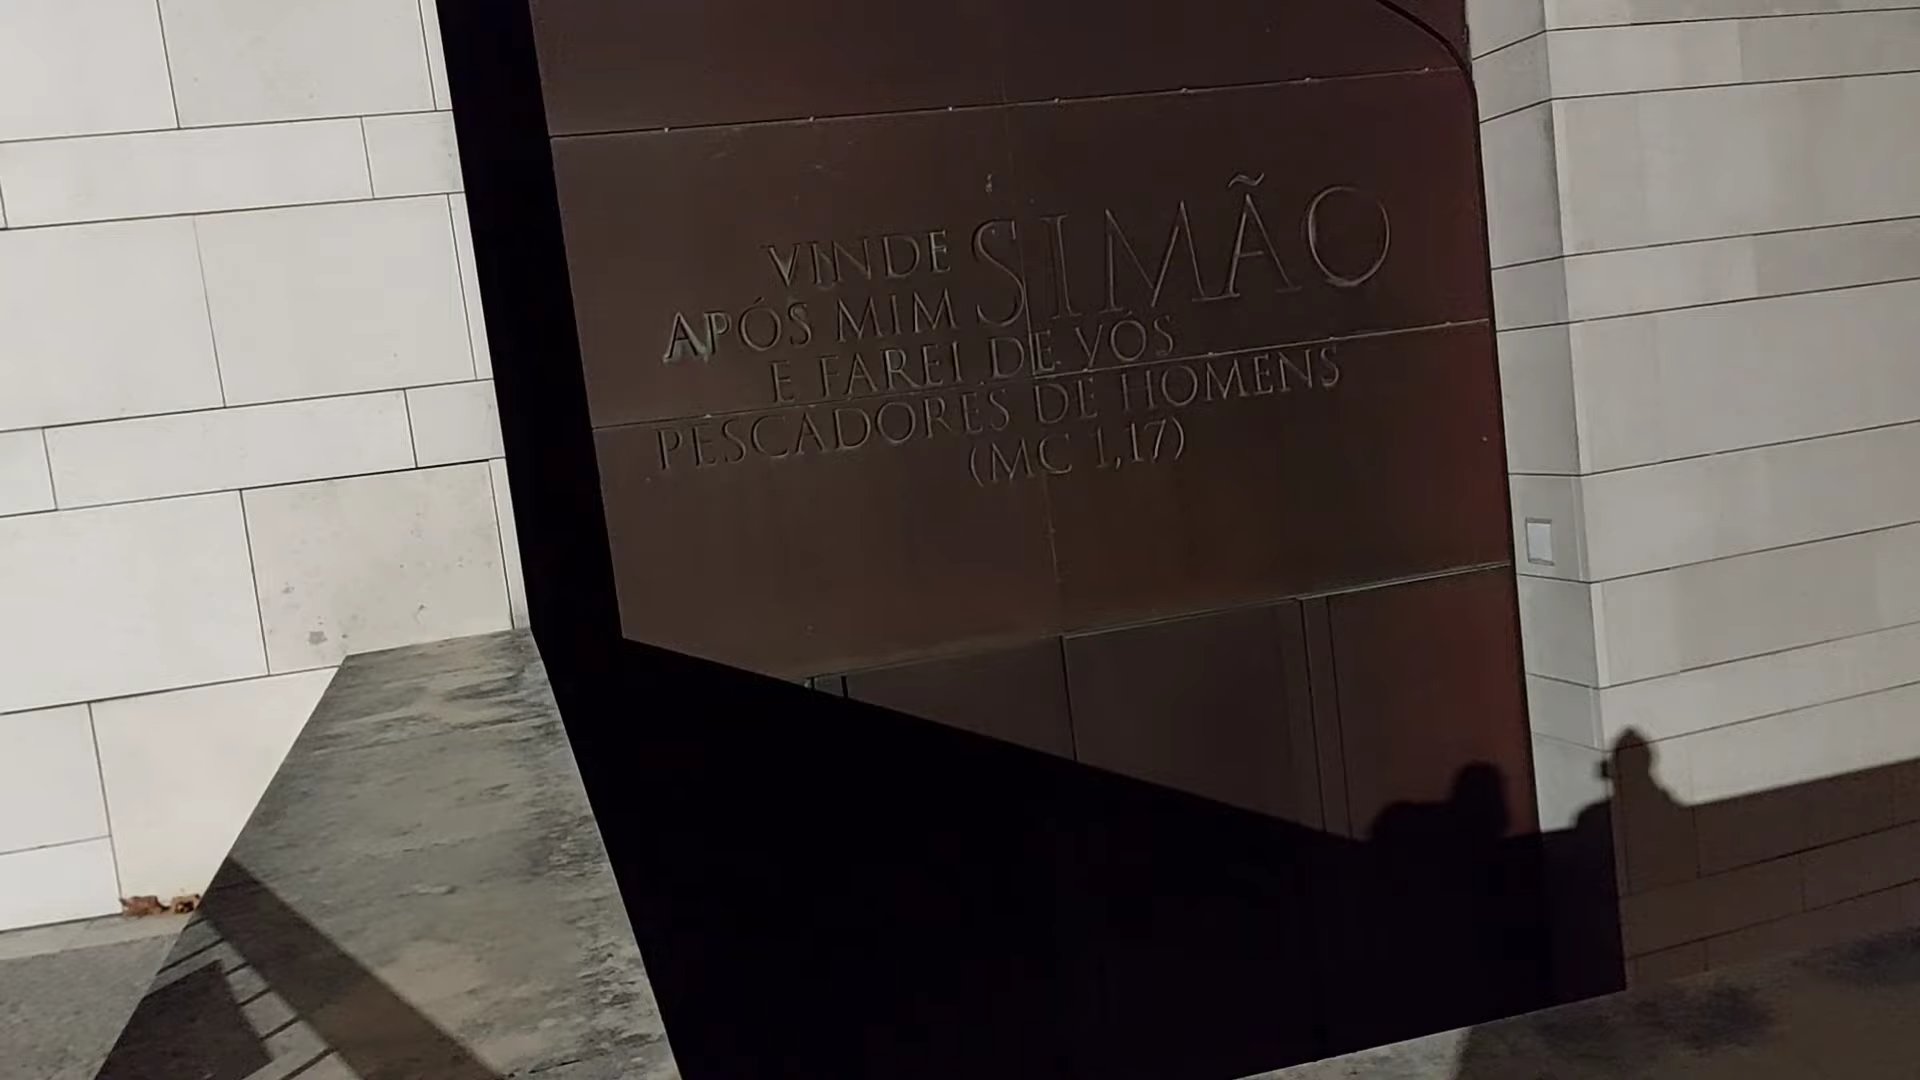 VINDE
APÓS MIM SIMÃO
E FAREI DE VÓS
PESCADORES DE HOMENS
(MC 1,17)